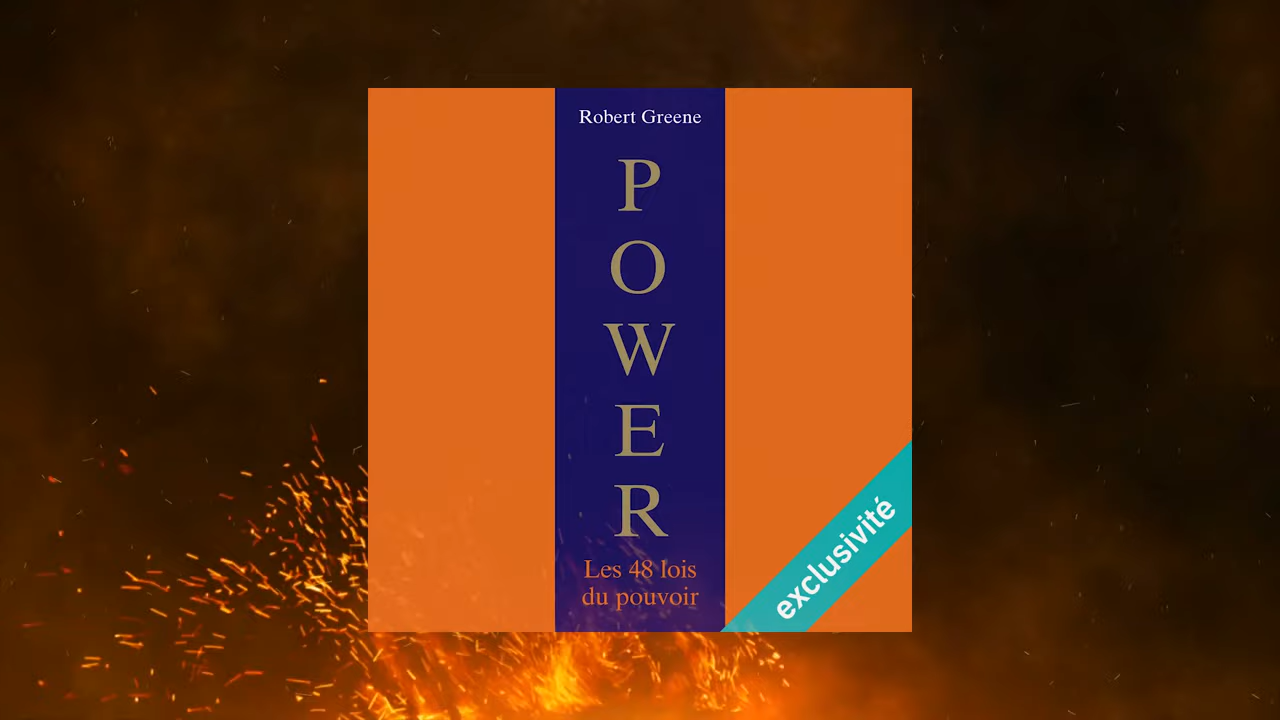 Robert Greene
P
O
W
E
R
Les 48 lois
du pouvoir
exclusivité